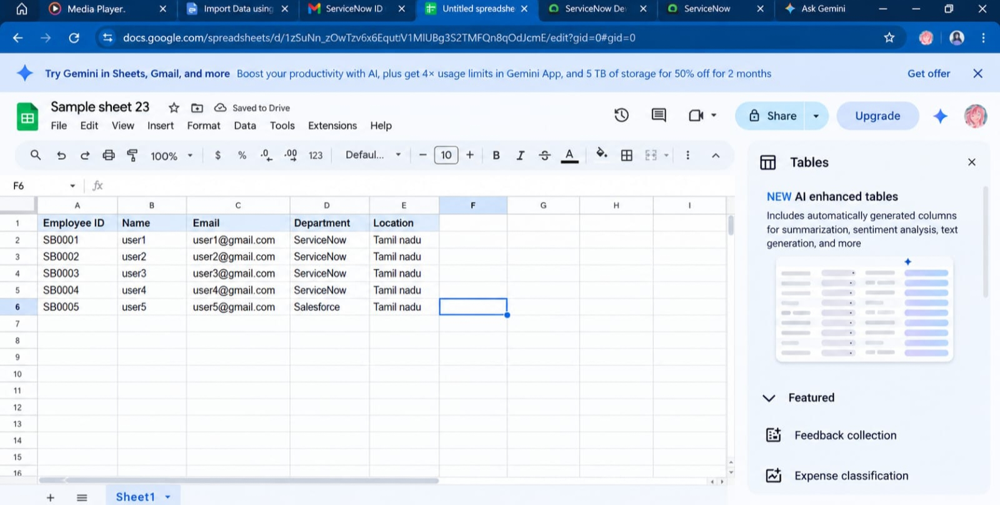 Media Player.
Import Data using
ServiceNow ID
Untitled spreadshe
ServiceNow De
ServiceNow
Ask Gemini
docs.google.com/spreadsheets/d/1zSuNn_zOwTzv6x6EqutiV1MlUBg3S2TMFQn8qOdJcmE/edit?gid=0#gid=0
Try Gemini in Sheets, Gmail, and more Boost your productivity with AI, plus get 4× usage limits in Gemini App, and 5 TB of storage for 50% off for 2 months Get offer
Sample sheet 23 Saved to Drive
File Edit View Insert Format Data Tools Extensions Help
Share
Upgrade
100% $ % .0 .00 123 Defaul... − 10 + B I S A
F6 fx
A B C D E F G H I
1 Employee ID Name Email Department Location
2 SB0001 user1 user1@gmail.com ServiceNow Tamil nadu
3 SB0002 user2 user2@gmail.com ServiceNow Tamil nadu
4 SB0003 user3 user3@gmail.com ServiceNow Tamil nadu
5 SB0004 user4 user4@gmail.com ServiceNow Tamil nadu
6 SB0005 user5 user5@gmail.com Salesforce Tamil nadu
7
8
9
10
11
12
13
14
15
16
Sheet1
Tables
NEW AI enhanced tables
Includes automatically generated columns
for summarization, sentiment analysis, text
generation, and more
Featured
Feedback collection
Expense classification